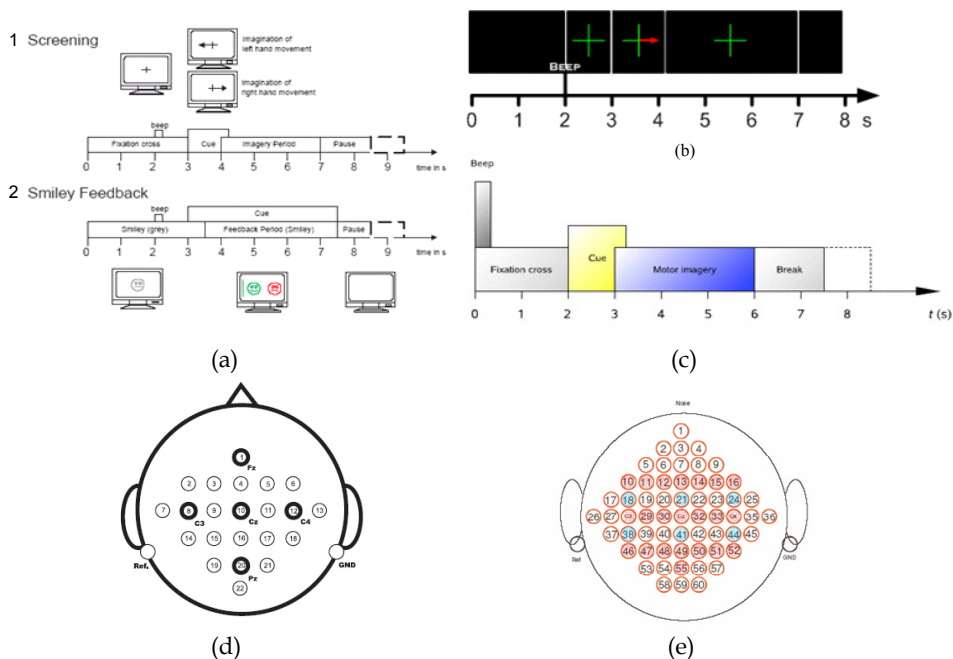 1 Screening
Imagination of
left hand movement
Imagination of
right hand movement
beep
Fixation cross Cue Imagery Period Pause
0 1 2 3 4 5 6 7 8 9 time in s
2 Smiley Feedback
beep
Cue
Smiley (grey) Feedback Period (Smiley) Pause
0 1 2 3 4 5 6 7 8 9 time in s
(a)
BEEP
0 1 2 3 4 5 6 7 8 s
(b)
Beep
Fixation cross Cue Motor imagery Break
0 1 2 3 4 5 6 7 8 t (s)
(c)
1
Fz
2 3 4 5 6
7 8 9 10 11 12 13
C3 Cz C4
14 15 16 17 18
Ref. GND
19 20 21
Pz
22
(d)
Nose
1
2 3 4
5 6 7 8 9
10 11 12 13 14 15 16
17 18 19 20 21 22 23 24 25
26 27 C3 29 30 Cz 32 33 C4 35 36
37 38 39 40 41 42 43 44 45
Ref GND
46 47 48 49 50 51 52
53 54 55 56 57
58 59 60
(e)